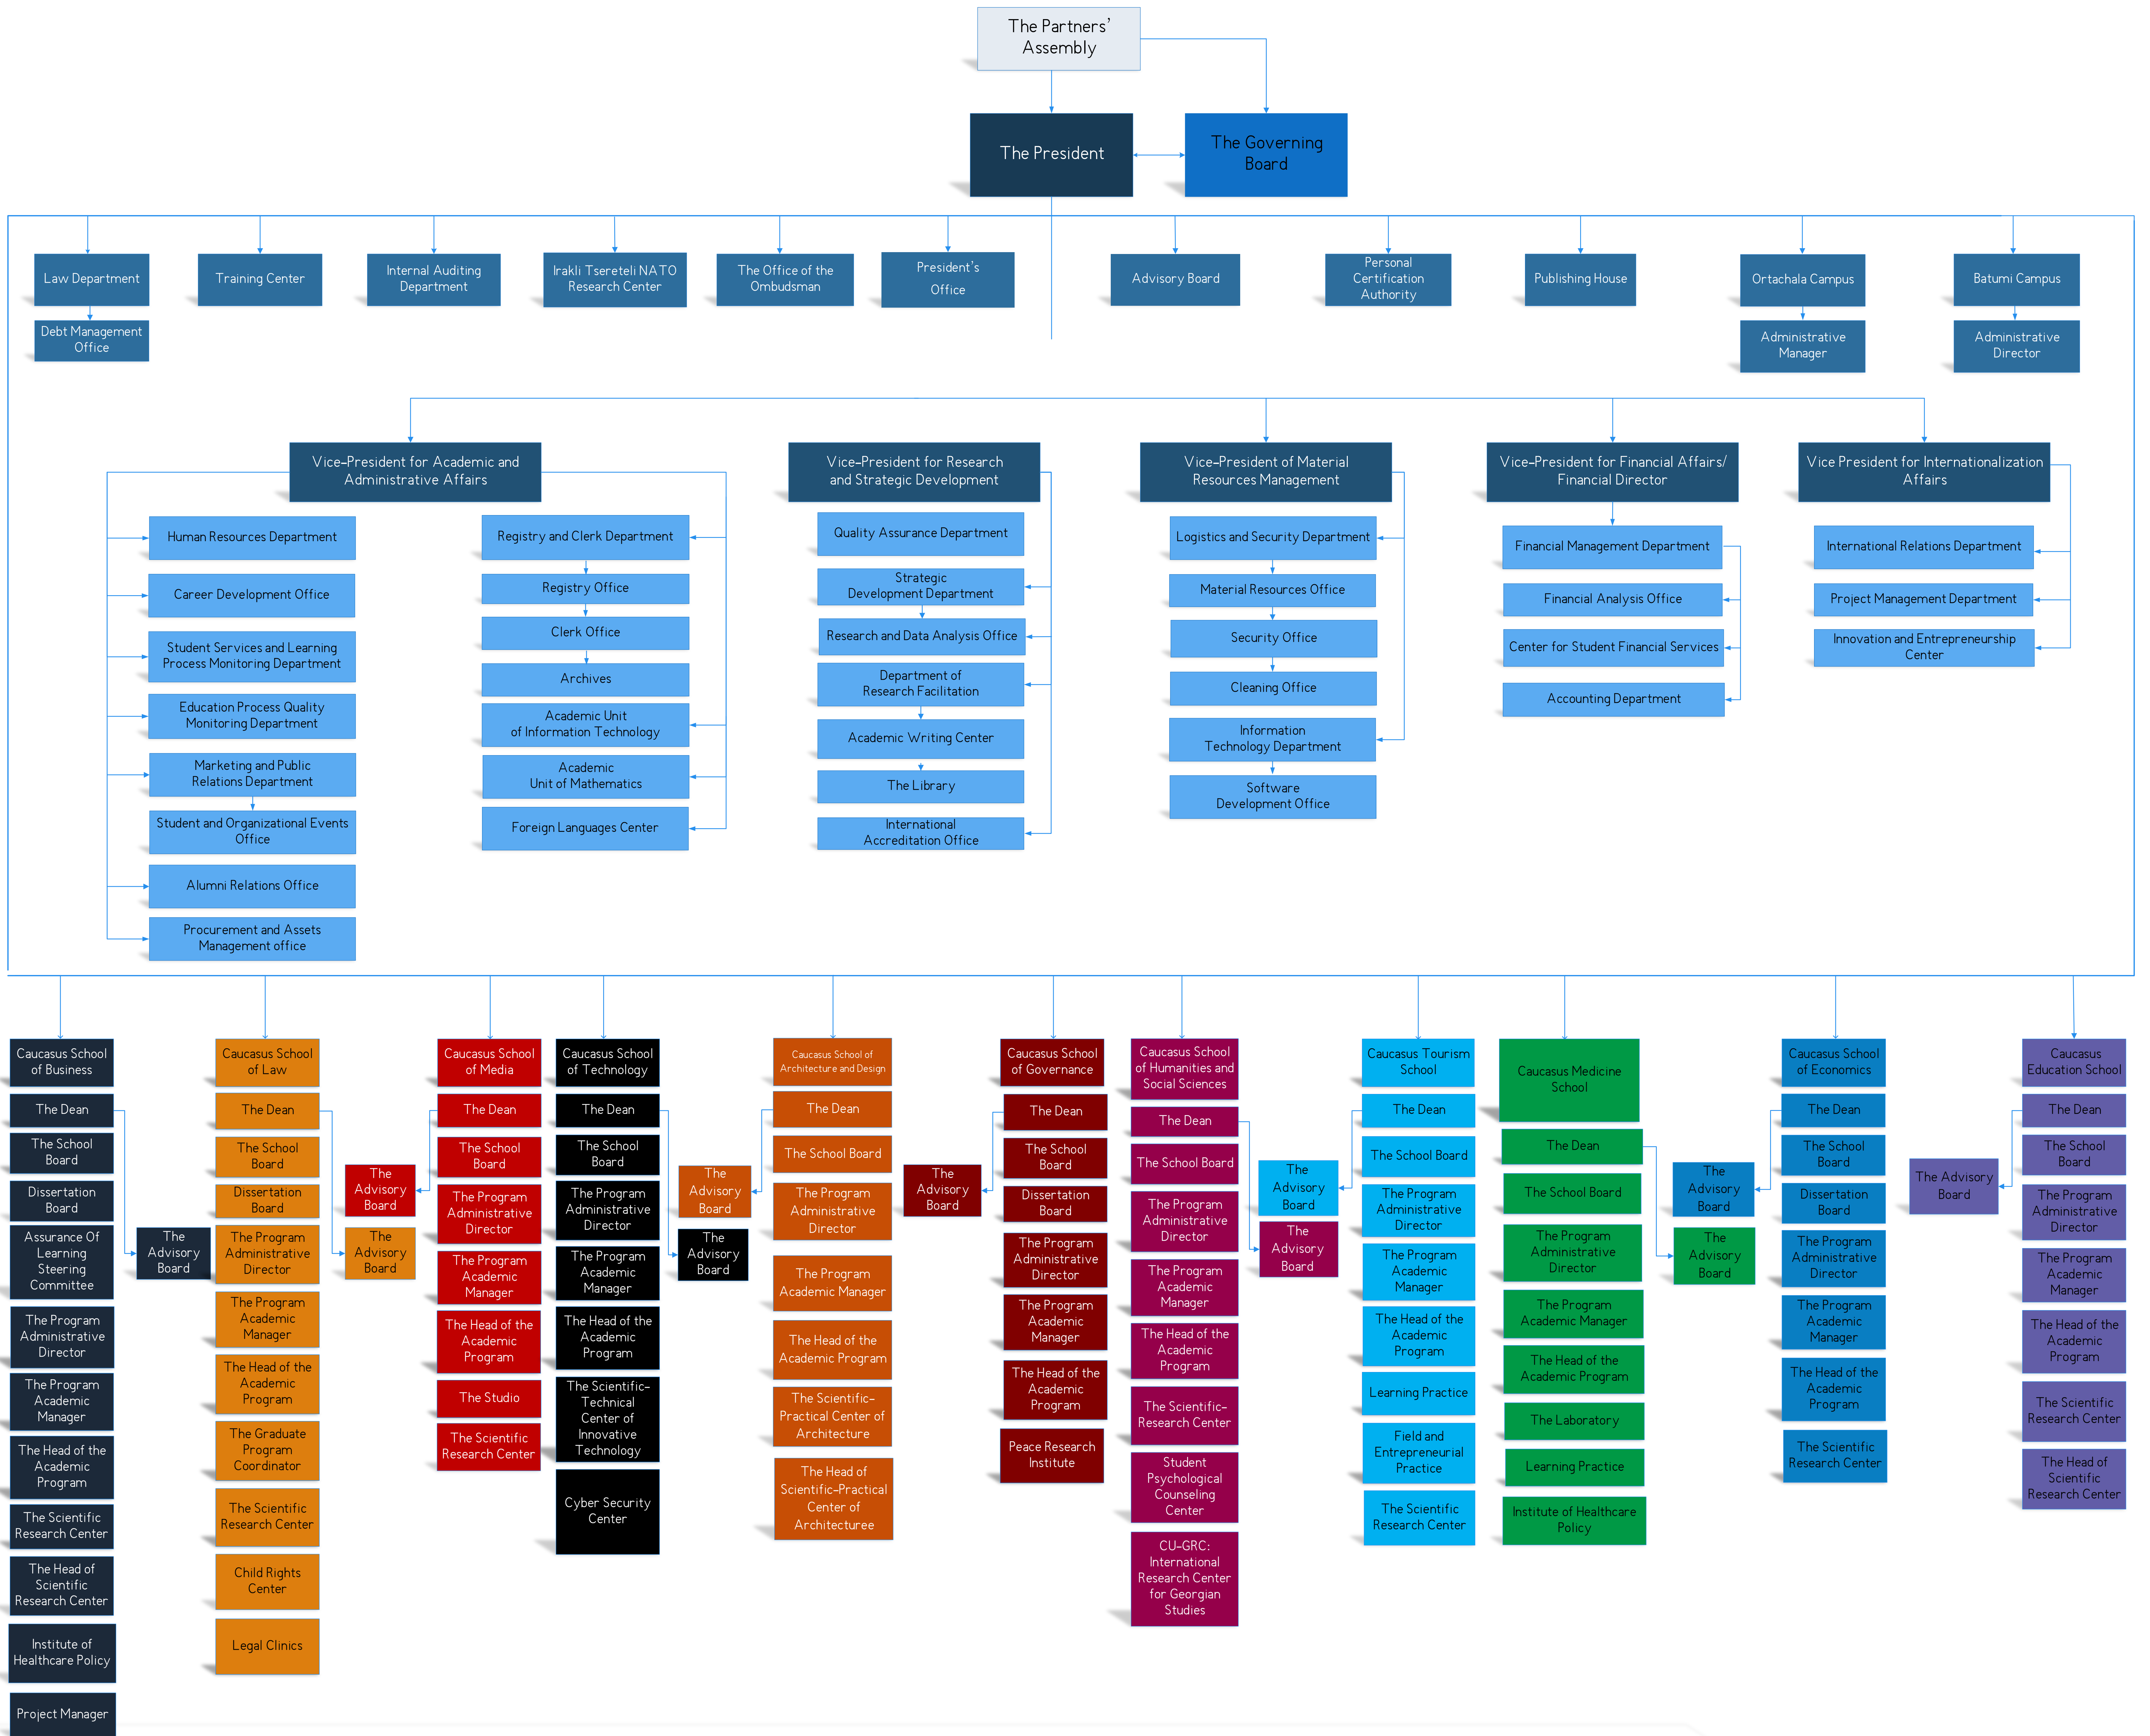 The Partners'
Assembly
The President
The Governing
Board
Law Department
Training Center
Internal Auditing
Department
Irakli Tsereteli NATO
Research Center
The Office of the
Ombudsman
President's
Office
Advisory Board
Personal
Certification
Authority
Publishing House
Ortachala Campus
Batumi Campus
Debt Management
Office
Administrative
Manager
Administrative
Director
Vice-President for Academic and
Administrative Affairs
Vice-President for Research
and Strategic Development
Vice-President of Material
Resources Management
Vice-President for Financial Affairs/
Financial Director
Vice President for Internationalization
Affairs
Human Resources Department
Career Development Office
Student Services and Learning
Process Monitoring Department
Education Process Quality
Monitoring Department
Marketing and Public
Relations Department
Student and Organizational Events
Office
Alumni Relations Office
Procurement and Assets
Management office
Registry and Clerk Department
Registry Office
Clerk Office
Archives
Academic Unit
of Information Technology
Academic
Unit of Mathematics
Foreign Languages Center
Quality Assurance Department
Strategic
Development Department
Research and Data Analysis Office
Department of
Research Facilitation
Academic Writing Center
The Library
International
Accreditation Office
Logistics and Security Department
Material Resources Office
Security Office
Cleaning Office
Information
Technology Department
Software
Development Office
Financial Management Department
Financial Analysis Office
Center for Student Financial Services
Accounting Department
International Relations Department
Project Management Department
Innovation and Entrepreneurship
Center
Caucasus School
of Business
The Dean
The School
Board
Dissertation
Board
Assurance Of
Learning
Steering
Committee
The Program
Administrative
Director
The Program
Academic
Manager
The Head of the
Academic
Program
The Scientific
Research Center
The Head of
Scientific
Research Center
Institute of
Healthcare Policy
Project Manager
The
Advisory
Board
Caucasus School
of Law
The Dean
The School
Board
Dissertation
Board
The Program
Administrative
Director
The Program
Academic
Manager
The Head of the
Academic
Program
The Graduate
Program
Coordinator
The Scientific
Research Center
Child Rights
Center
Legal Clinics
The
Advisory
Board
The
Advisory
Board
Caucasus School
of Media
The Dean
The School
Board
The Program
Administrative
Director
The Program
Academic
Manager
The Head of the
Academic
Program
The Studio
The Scientific
Research Center
Caucasus School
of Technology
The Dean
The School
Board
The Program
Administrative
Director
The Program
Academic
Manager
The Head of the
Academic
Program
The Scientific-
Technical
Center of
Innovative
Technology
Cyber Security
Center
The
Advisory
Board
The
Advisory
Board
Caucasus School of
Architecture and Design
The Dean
The School Board
The Program
Administrative
Director
The Program
Academic Manager
The Head of the
Academic Program
The Scientific-
Practical Center of
Architecture
The Head of
Scientific-Practical
Center of
Architecturee
The
Advisory
Board
Caucasus School
of Governance
The Dean
The School
Board
Dissertation
Board
The Program
Administrative
Director
The Program
Academic
Manager
The Head of the
Academic
Program
Peace Research
Institute
Caucasus School
of Humanities and
Social Sciences
The Dean
The School Board
The Program
Administrative
Director
The Program
Academic
Manager
The Head of the
Academic
Program
The Scientific-
Research Center
Student
Psychological
Counseling
Center
CU-GRC:
International
Research Center
for Georgian
Studies
The
Advisory
Board
The
Advisory
Board
Caucasus Tourism
School
The Dean
The School Board
The Program
Administrative
Director
The Program
Academic
Manager
The Head of the
Academic
Program
Learning Practice
Field and
Entrepreneurial
Practice
The Scientific
Research Center
Caucasus Medicine
School
The Dean
The School Board
The Program
Administrative
Director
The Program
Academic Manager
The Head of the
Academic Program
The Laboratory
Learning Practice
Institute of Healthcare
Policy
The
Advisory
Board
The
Advisory
Board
Caucasus School
of Economics
The Dean
The School
Board
Dissertation
Board
The Program
Administrative
Director
The Program
Academic
Manager
The Head of the
Academic
Program
The Scientific
Research Center
The Advisory
Board
Caucasus
Education School
The Dean
The School
Board
The Program
Administrative
Director
The Program
Academic
Manager
The Head of the
Academic
Program
The Scientific
Research Center
The Head of
Scientific
Research Center